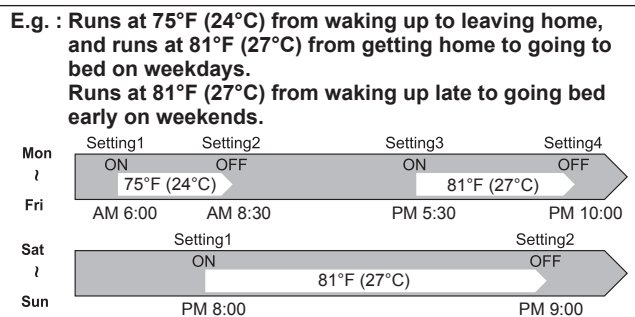 E.g. : Runs at 75°F (24°C) from waking up to leaving home,
and runs at 81°F (27°C) from getting home to going to
bed on weekdays.
Runs at 81°F (27°C) from waking up late to going bed
early on weekends.
Mon ~ Fri
Setting1 Setting2 Setting3 Setting4
ON OFF ON OFF
75°F (24°C) 81°F (27°C)
AM 6:00 AM 8:30 PM 5:30 PM 10:00
Sat ~ Sun
Setting1 Setting2
ON OFF
81°F (27°C)
PM 8:00 PM 9:00